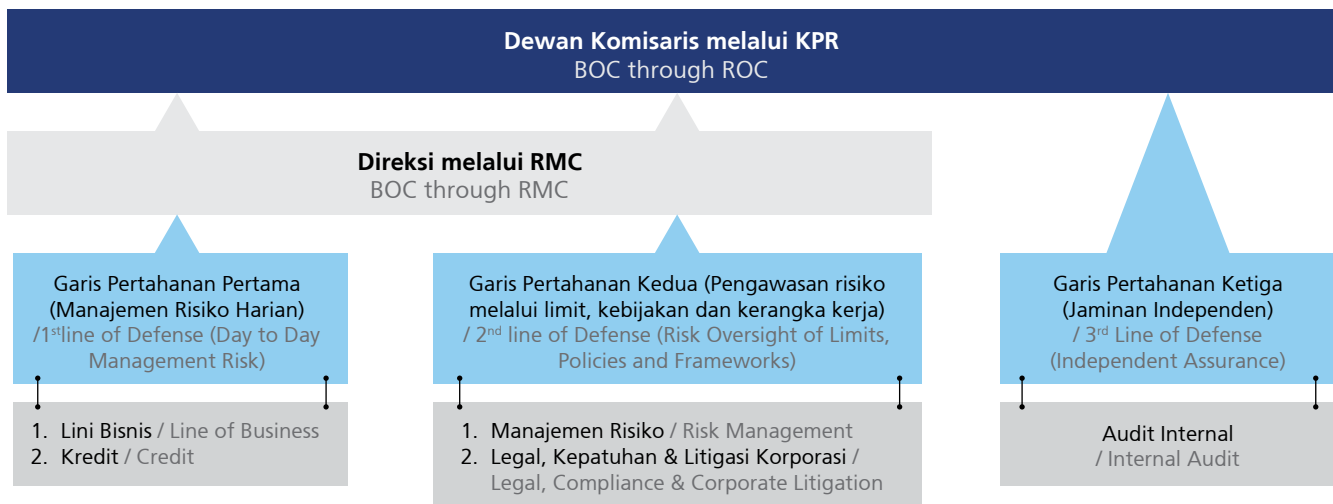 Dewan Komisaris melalui KPR
BOC through ROC
Direksi melalui RMC
BOC through RMC
Garis Pertahanan Pertama
(Manajemen Risiko Harian)
/1stline of Defense (Day to Day
Management Risk)
1. Lini Bisnis / Line of Business
2. Kredit / Credit
Garis Pertahanan Kedua (Pengawasan risiko
melalui limit, kebijakan dan kerangka kerja)
/ 2nd line of Defense (Risk Oversight of Limits,
Policies and Frameworks)
1. Manajemen Risiko / Risk Management
2. Legal, Kepatuhan & Litigasi Korporasi /
Legal, Compliance & Corporate Litigation
Garis Pertahanan Ketiga
(Jaminan Independen)
/ 3rd Line of Defense
(Independent Assurance)
Audit Internal
/ Internal Audit